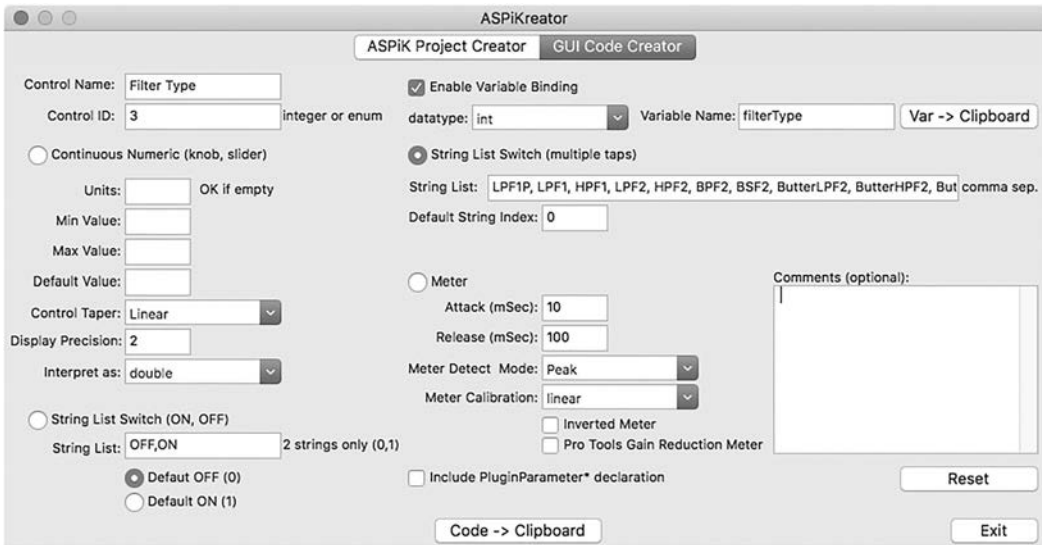 ASPiKreator
ASPiK Project Creator GUI Code Creator
Control Name: Filter Type
Control ID: 3 integer or enum
Enable Variable Binding
datatype: int Variable Name: filterType Var -> Clipboard
Continuous Numeric (knob, slider)
Units: OK if empty
Min Value:
Max Value:
Default Value:
Control Taper: Linear
Display Precision: 2
Interpret as: double
String List Switch (multiple taps)
String List: LPF1P, LPF1, HPF1, LPF2, HPF2, BPF2, BSF2, ButterLPF2, ButterHPF2, But comma sep.
Default String Index: 0
Meter
Attack (mSec): 10
Release (mSec): 100
Meter Detect Mode: Peak
Meter Calibration: linear
Inverted Meter
Pro Tools Gain Reduction Meter
Comments (optional):
String List Switch (ON, OFF)
String List: OFF,ON 2 strings only (0,1)
Defaut OFF (0)
Default ON (1)
Include PluginParameter* declaration
Reset
Code -> Clipboard
Exit